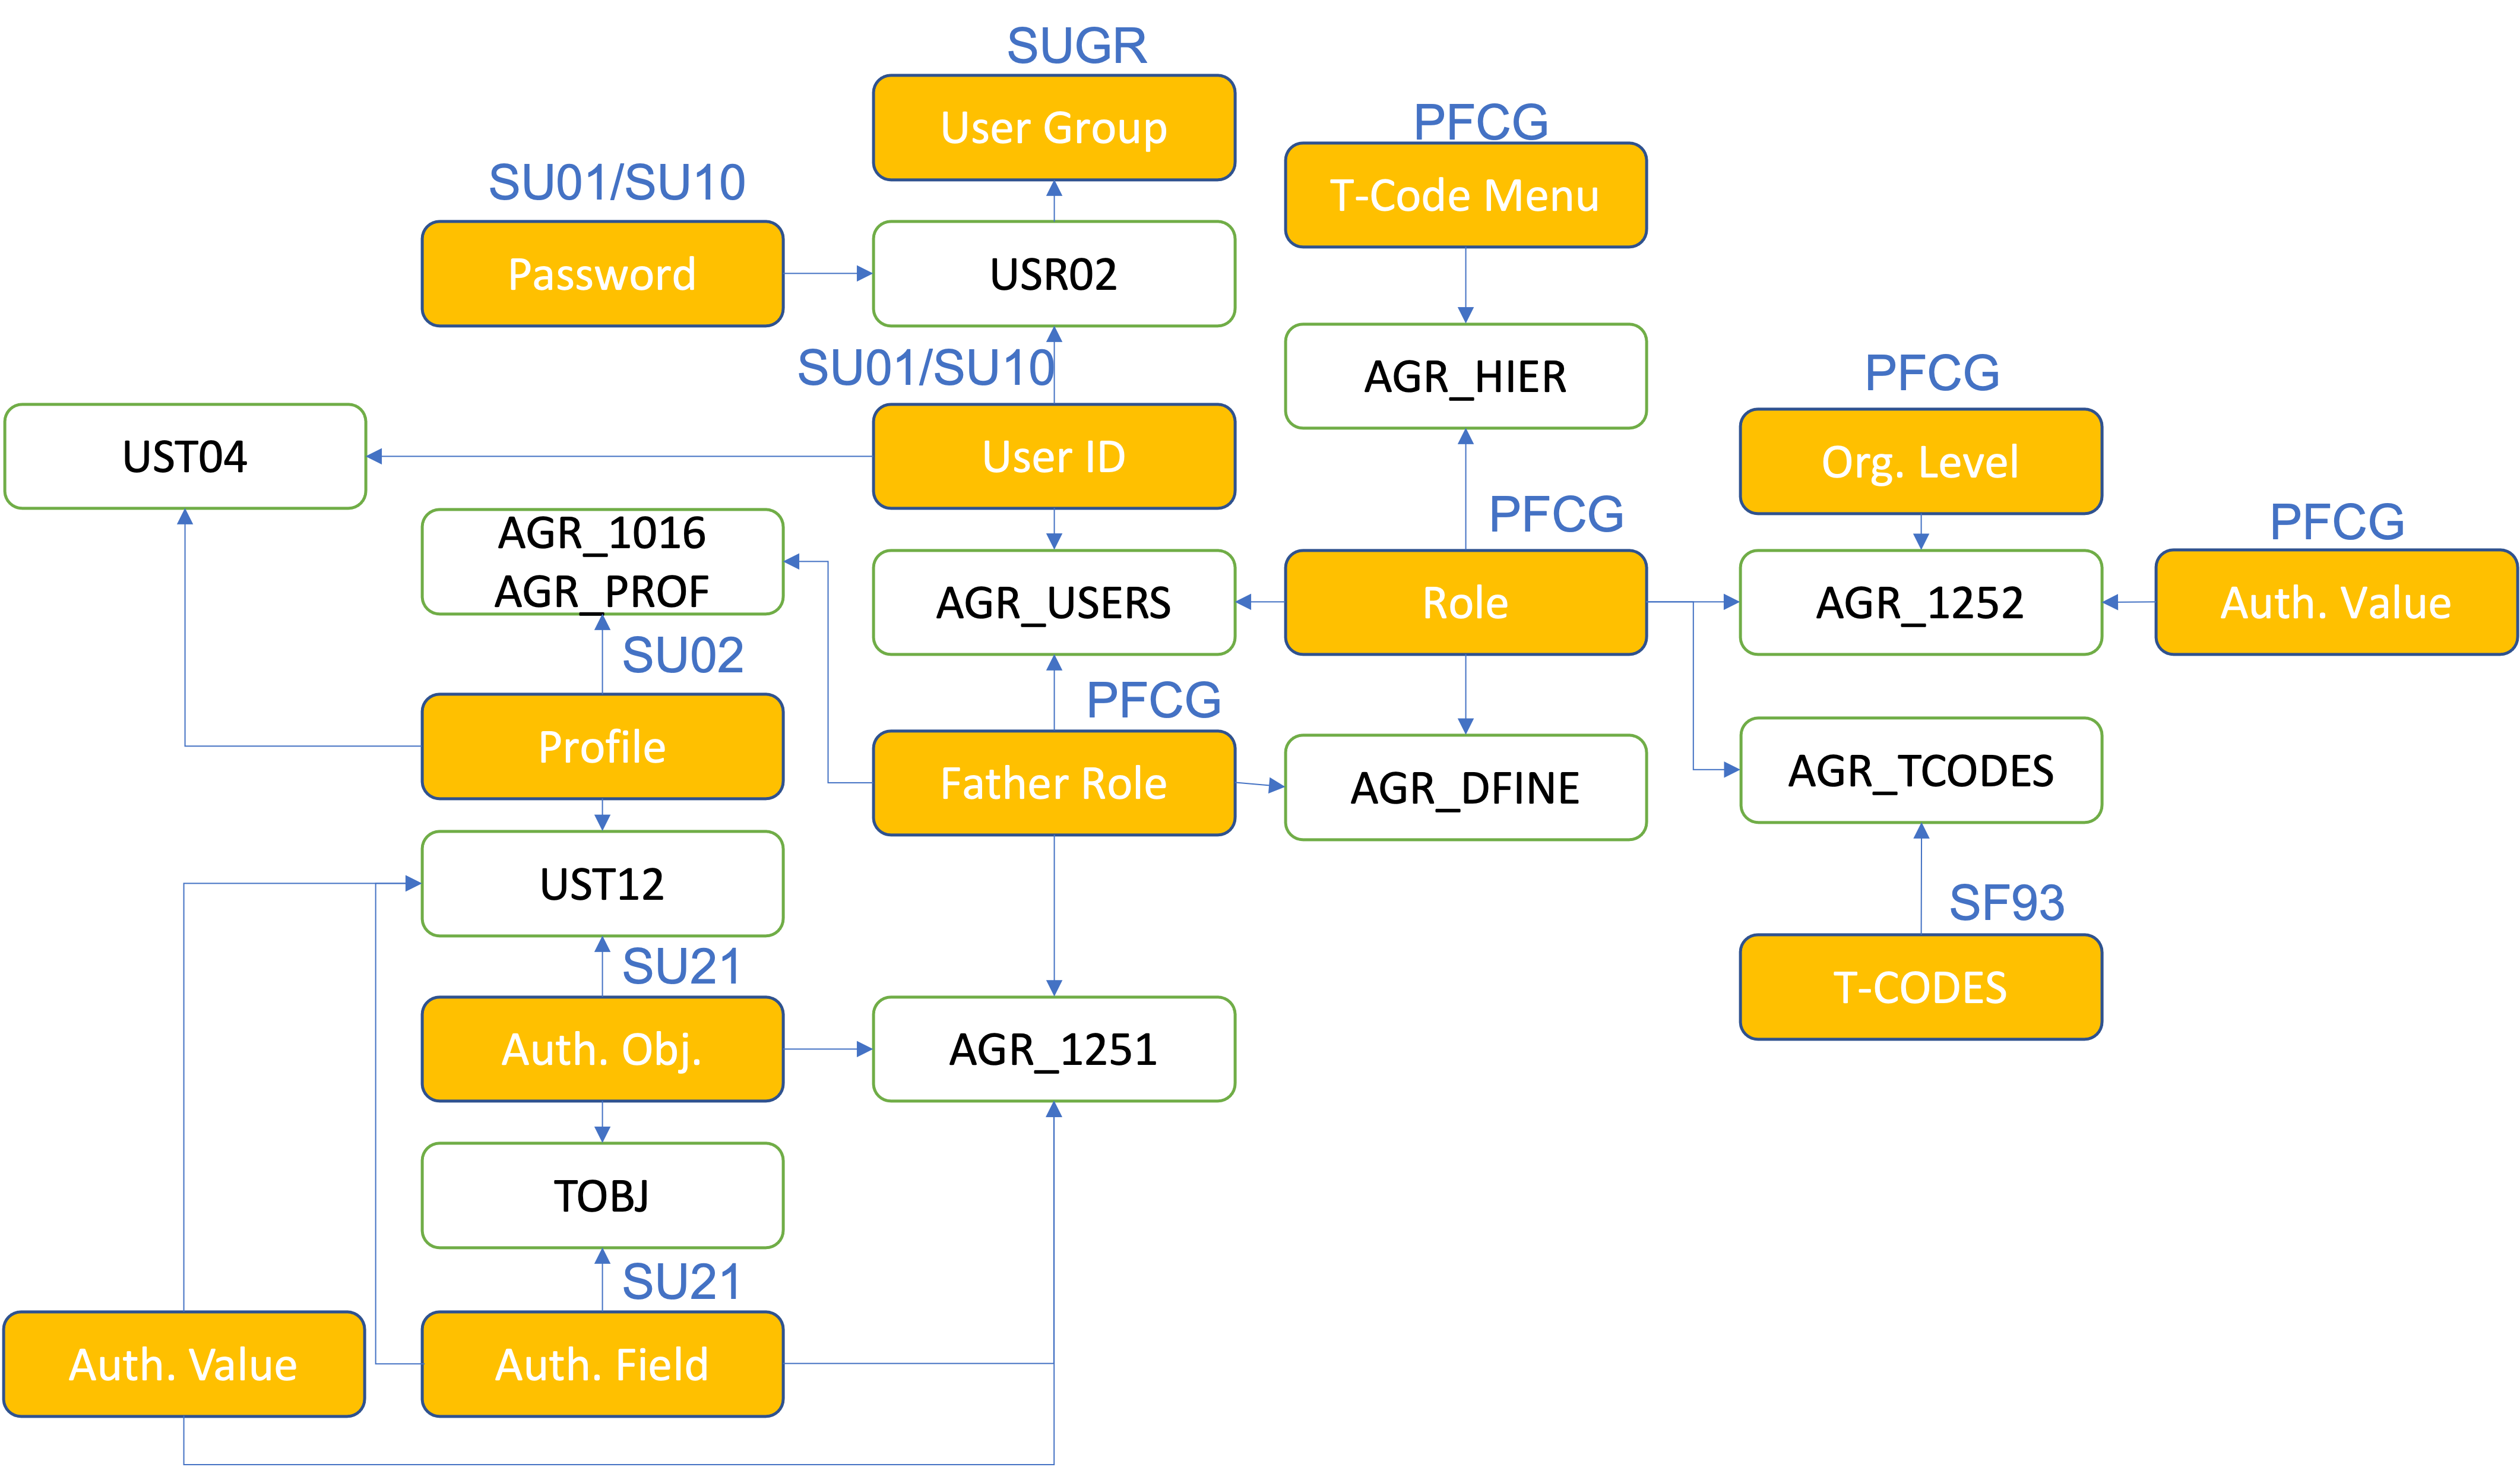 SUGR
User Group
PFCG
T-Code Menu
SU01/SU10
Password
USR02
AGR_HIER
SU01/SU10
PFCG
UST04
User ID
Org. Level
AGR_1016
AGR_PROF
PFCG
PFCG
AGR_USERS
Role
AGR_1252
Auth. Value
SU02
PFCG
Profile
Father Role
AGR_DFINE
AGR_TCODES
UST12
SF93
SU21
T-CODES
Auth. Obj.
AGR_1251
TOBJ
SU21
Auth. Value
Auth. Field